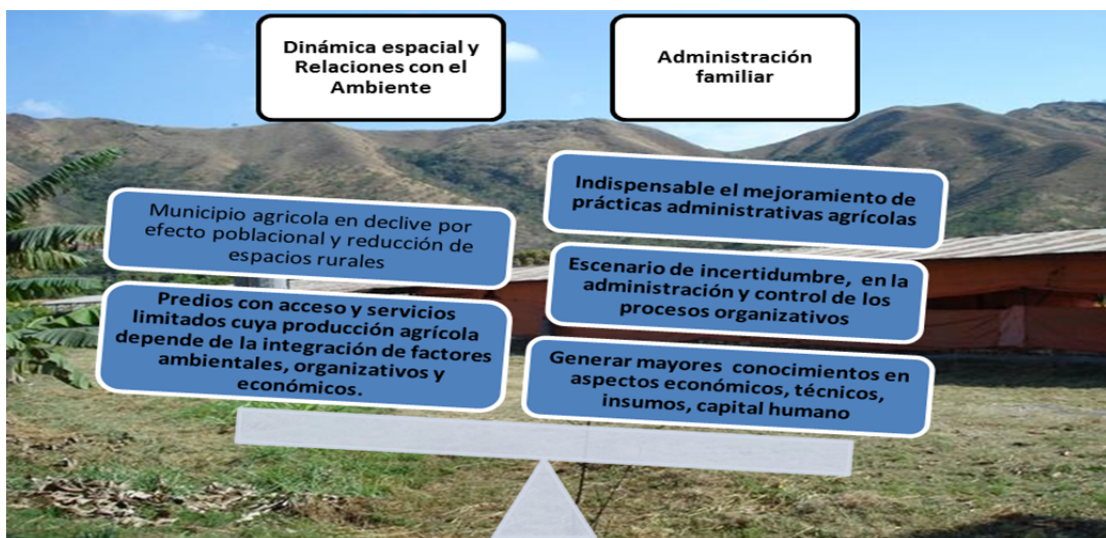 Dinámica espacial y
Relaciones con el
Ambiente
Administración
familiar
Municipio agricola en declive por
efecto poblacional y reducción de
espacios rurales
Predios con acceso y servicios
limitados cuya producción agrícola
depende de la integración de factores
ambientales, organizativos y
económicos.
Indispensable el mejoramiento de
prácticas administrativas agrícolas
Escenario de incertidumbre, en la
administración y control de los
procesos organizativos
Generar mayores conocimientos en
aspectos económicos, técnicos,
insumos, capital humano